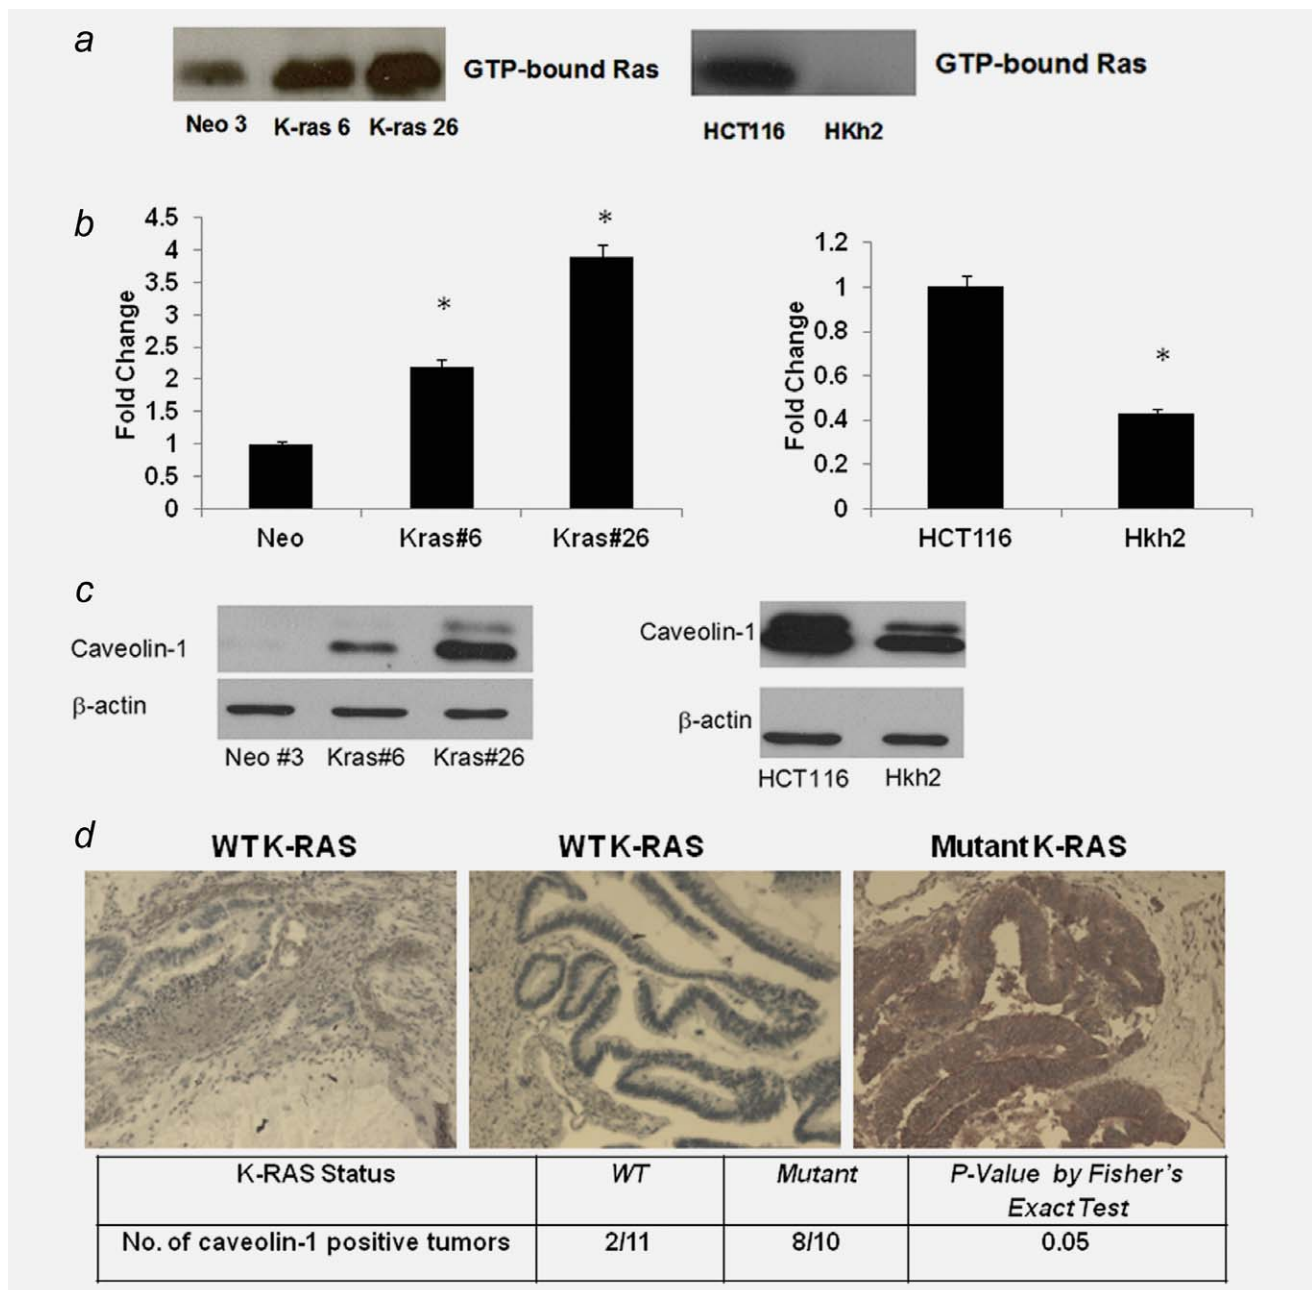 a
GTP-bound Ras
Neo 3 K-ras 6 K-ras 26
GTP-bound Ras
HCT116 HKh2
b
Fold Change
4.5
4
3.5
3
2.5
2
1.5
1
0.5
0
*
*
Neo Kras#6 Kras#26
Fold Change
1.2
1
0.8
0.6
0.4
0.2
0
*
HCT116 Hkh2
c
Caveolin-1
β-actin
Neo #3 Kras#6 Kras#26
Caveolin-1
β-actin
HCT116 Hkh2
d
WT K-RAS WT K-RAS Mutant K-RAS
K-RAS Status WT Mutant P-Value by Fisher's
Exact Test
No. of caveolin-1 positive tumors 2/11 8/10 0.05